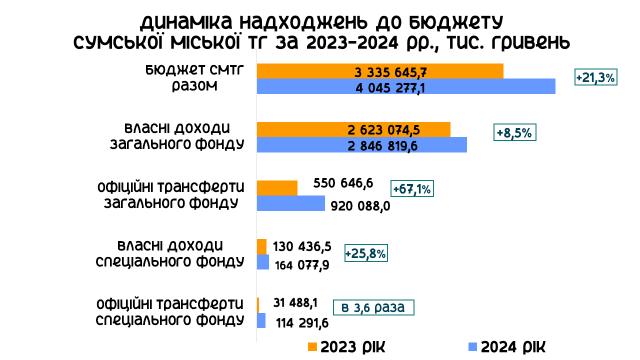 Динаміка надходжень до бюджету
Сумської міської ТГ за 2023-2024 рр., тис. гривень
Бюджет СМТГ
разом
3 335 645,7
4 045 277,1
+21,3%
Власні доходи
загального фонду
2 623 074,5
2 846 819,6
+8,5%
Офіційні трансферти
загального фонду
550 646,6
920 088,0
+67,1%
Власні доходи
спеціального фонду
130 436,5
164 077,9
+25,8%
Офіційні трансферти
спеціального фонду
31 488,1
114 291,6
в 3,6 раза
2023 рік
2024 рік